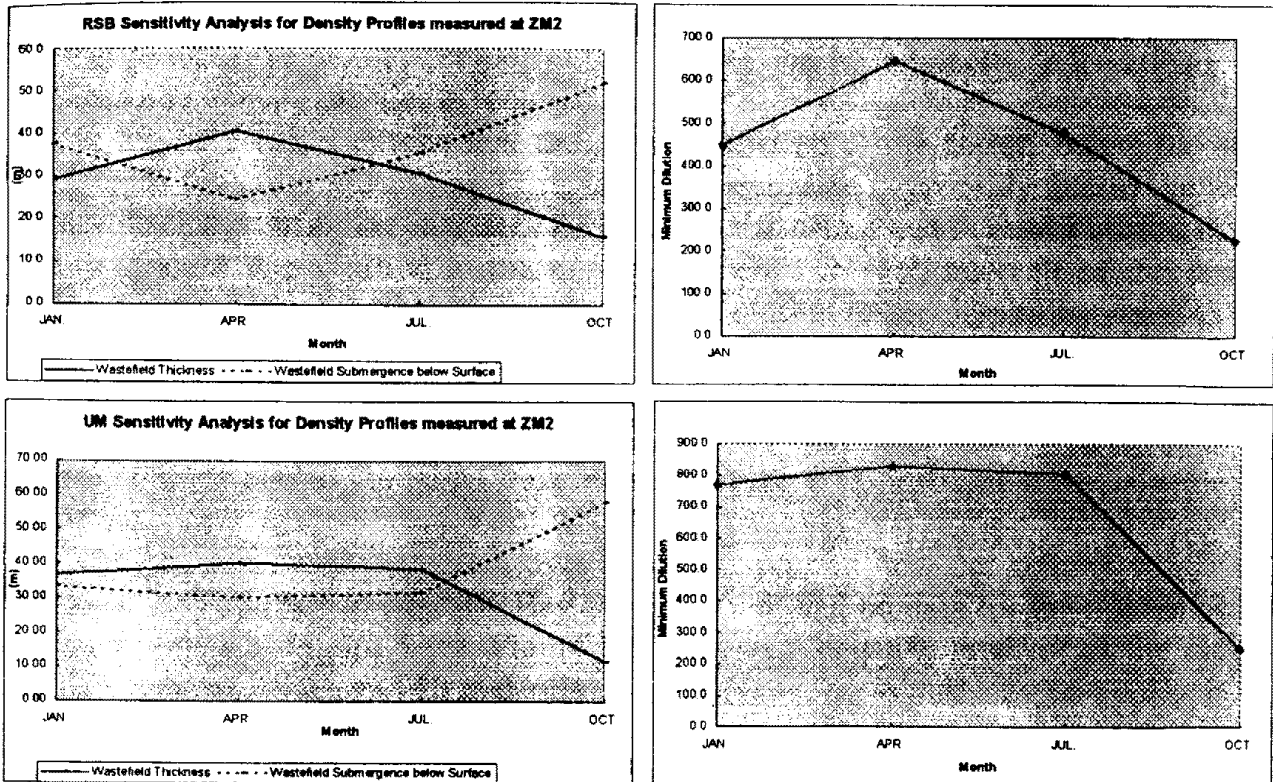 RSB Sensitivity Analysis for Density Profiles measured at ZM2
60 0
50 0
40 0
30 0
20 0
10 0
0 0
(m)
JAN.
APR
JUL.
OCT
Month
Wastefield Thickness
Wastefield Submergence below Surface
700 0
600 0
500 0
400 0
300 0
200 0
100 0
0 0
Minimum Dilution
JAN
APR
JUL.
OCT
Month
UM Sensitivity Analysis for Density Profiles measured at ZM2
70 00
60 00
50 00
40 00
30 00
20 00
10 00
0 00
(m)
JAN
APR
JUL.
OCT
Month
Wastefield Thickness
Wastefield Submergence below Surface
900 0
800 0
700 0
600 0
500 0
400 0
300 0
200 0
100 0
0 0
Minimum Dilution
JAN
APR
JUL.
OCT
Month